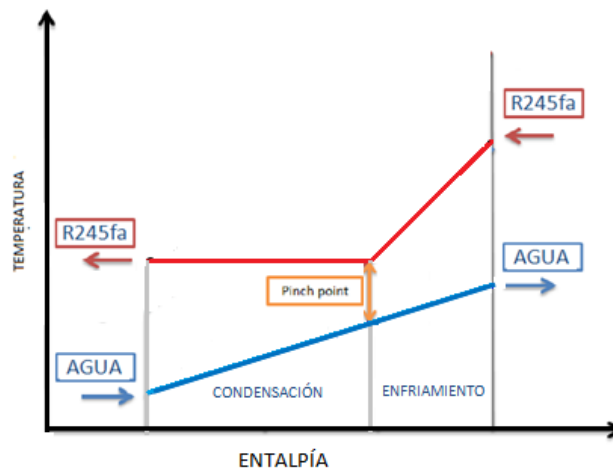 TEMPERATURA
R245fa
R245fa
AGUA
Pinch point
AGUA
CONDENSACIÓN
ENFRIAMIENTO
ENTALPÍA